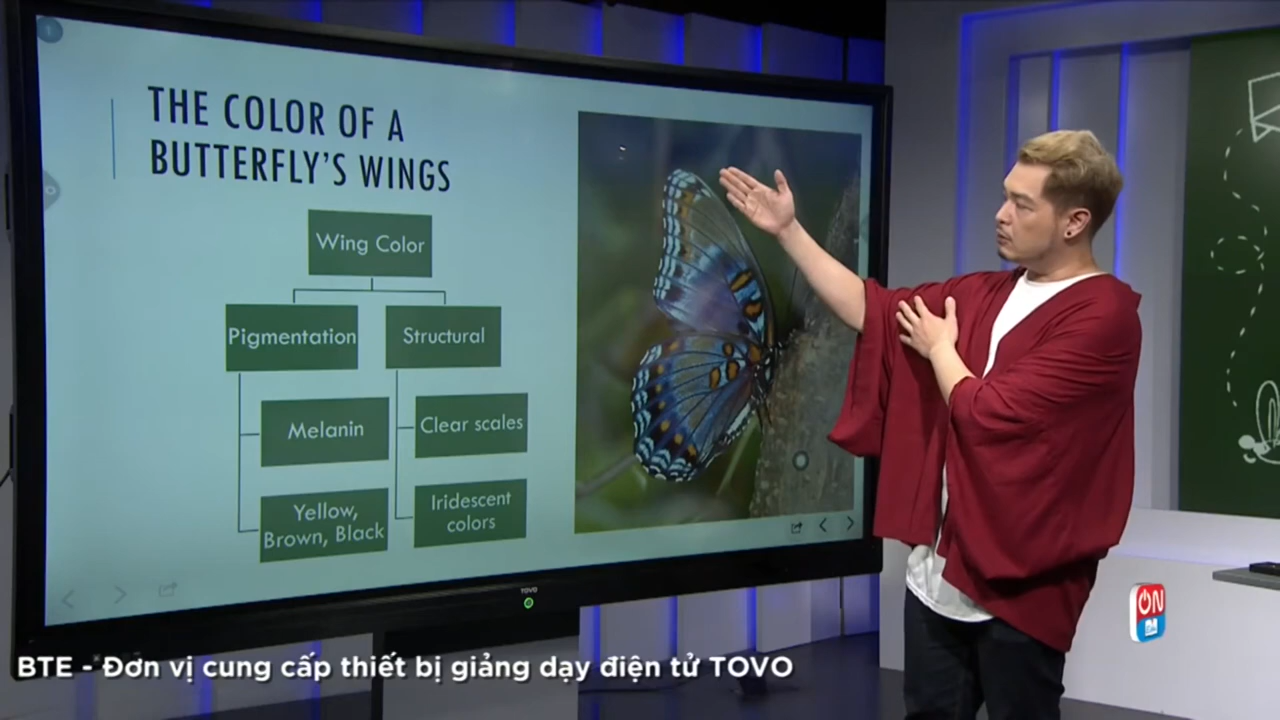 THE COLOR OF A
BUTTERFLY'S WINGS
Wing Color
Pigmentation
Structural
Melanin
Clear scales
Yellow,
Brown, Black
Iridescent
colors
TOVO
ON
BTE - Đơn vị cung cấp thiết bị giảng dạy điện tử TOVO